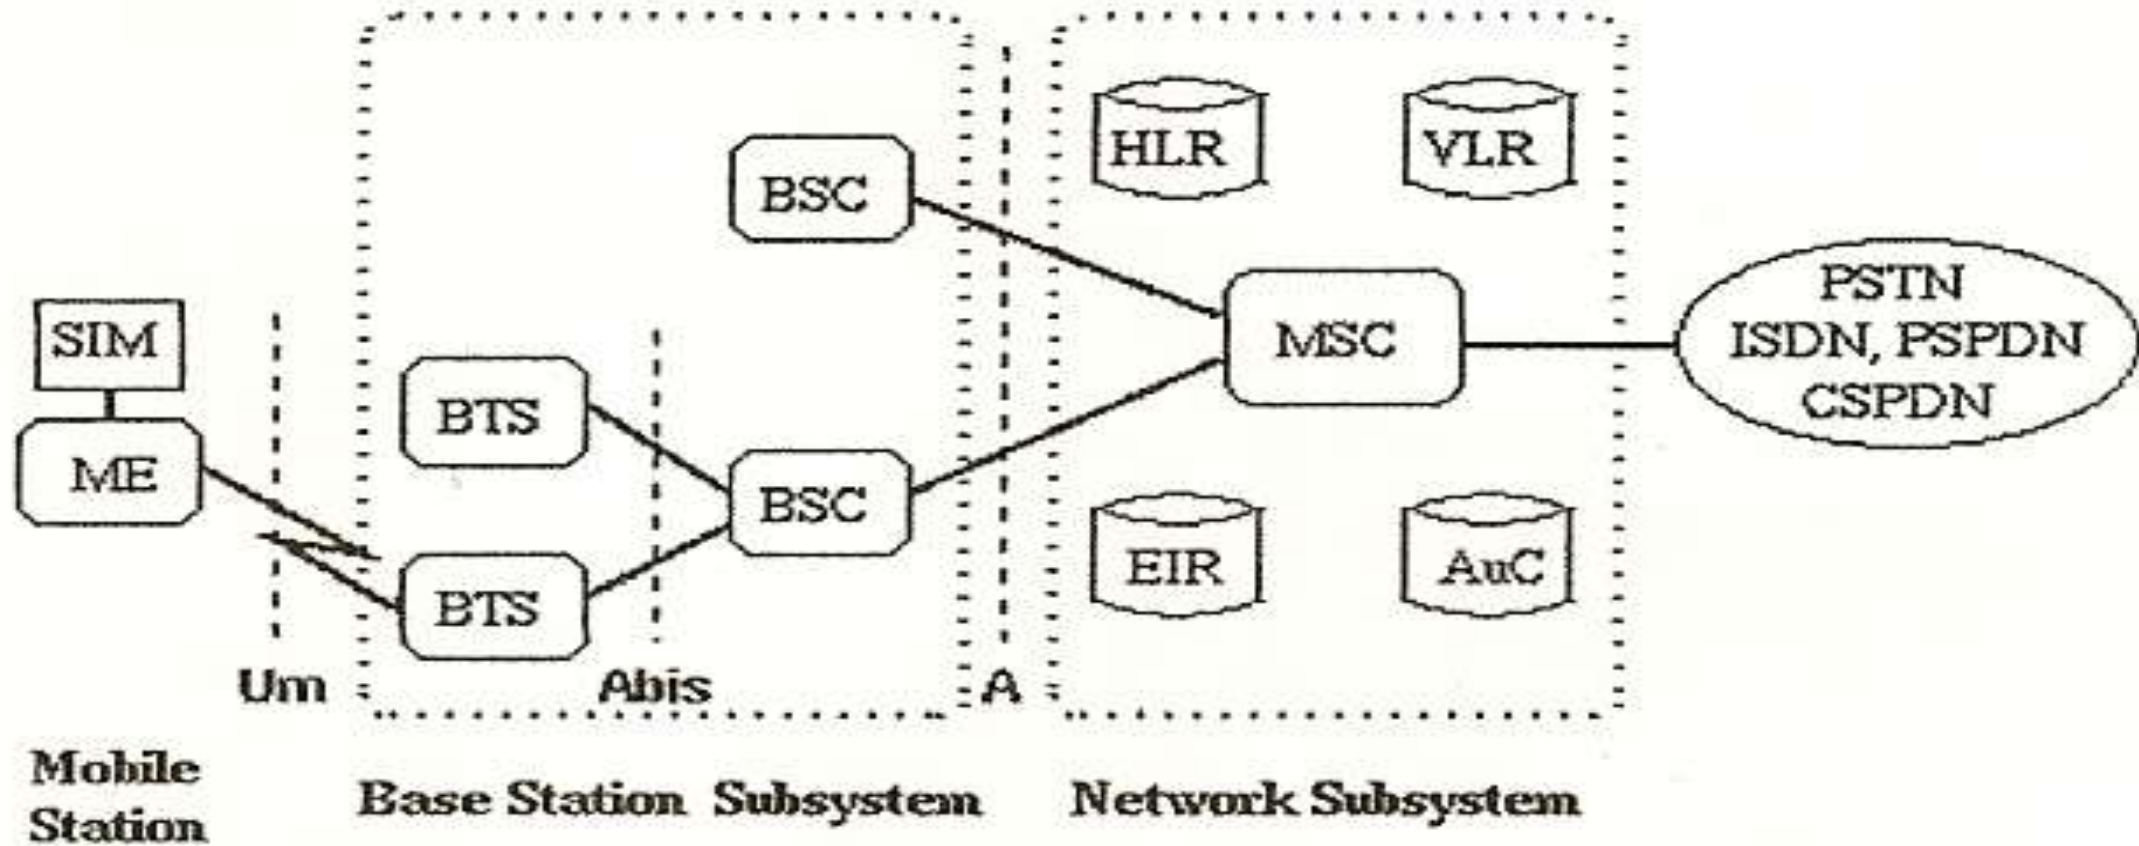 HLR
VLR
BSC
PSTN
SIM
MSC
ISDN, PSPDN
CSPDN
BTS
ME
BSC
EIR
AuC
BTS
Um
Abis
A
Mobile
Station
Base Station Subsystem
Network Subsystem